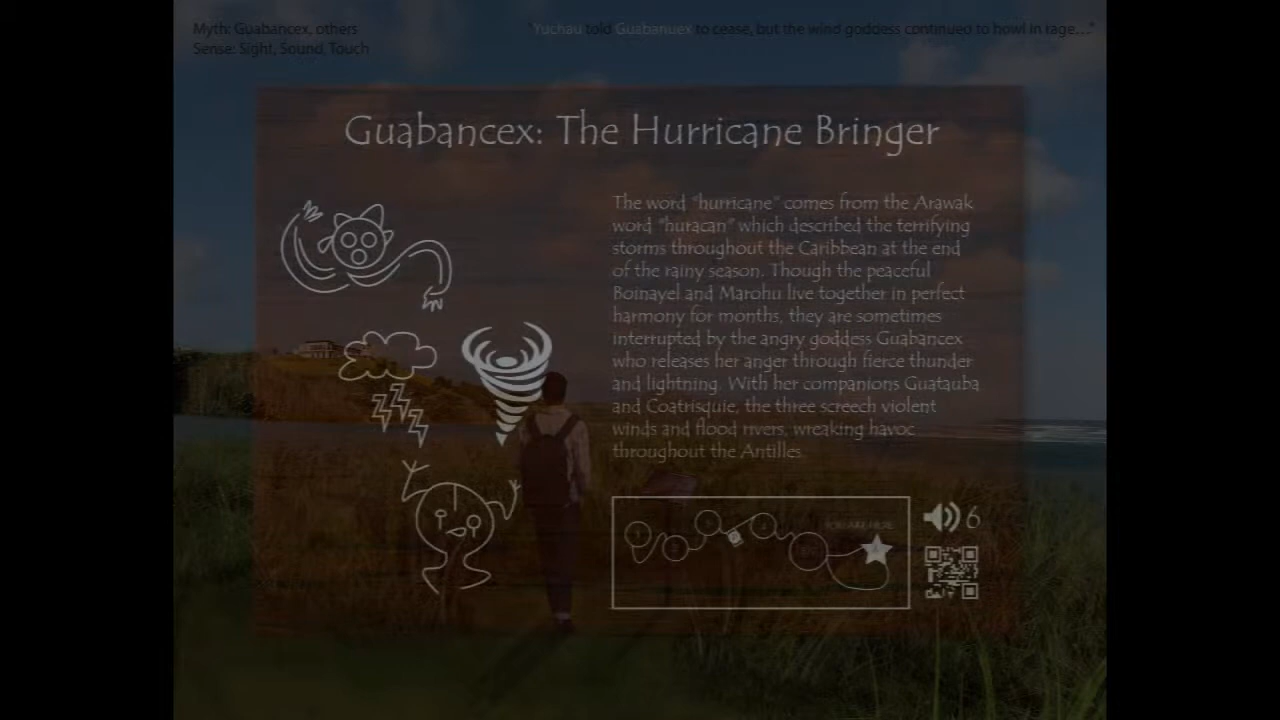 Myth: Guabancex, others
Sense: Sight, Sound, Touch
"Yuchau told Guabanuex to cease, but the wind goddess continued to howl in rage..."
Guabancex: The Hurricane Bringer
The word "hurricane" comes from the Arawak
word "huracan" which described the terrifying
storms throughout the Caribbean at the end
of the rainy season. Though the peaceful
Boinayel and Marohu live together in perfect
harmony for months, they are sometimes
interrupted by the angry goddess Guabancex
who releases her anger through fierce thunder
and lightning. With her companions Guatauba
and Coatrisquie, the three screech violent
winds and flood rivers, wreaking havoc
throughout the Antilles.
YOU ARE HERE
6